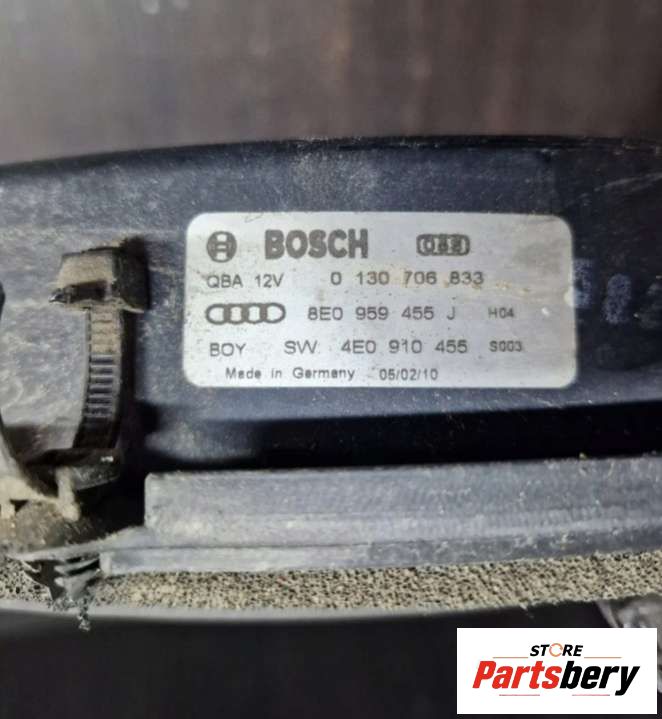 BOSCH
QBA 12V 0 130 706 833
8E0 959 455 J H04
BOY SW 4E0 910 455 S003
Made in Germany 05/02/10
STORE
Partsbery